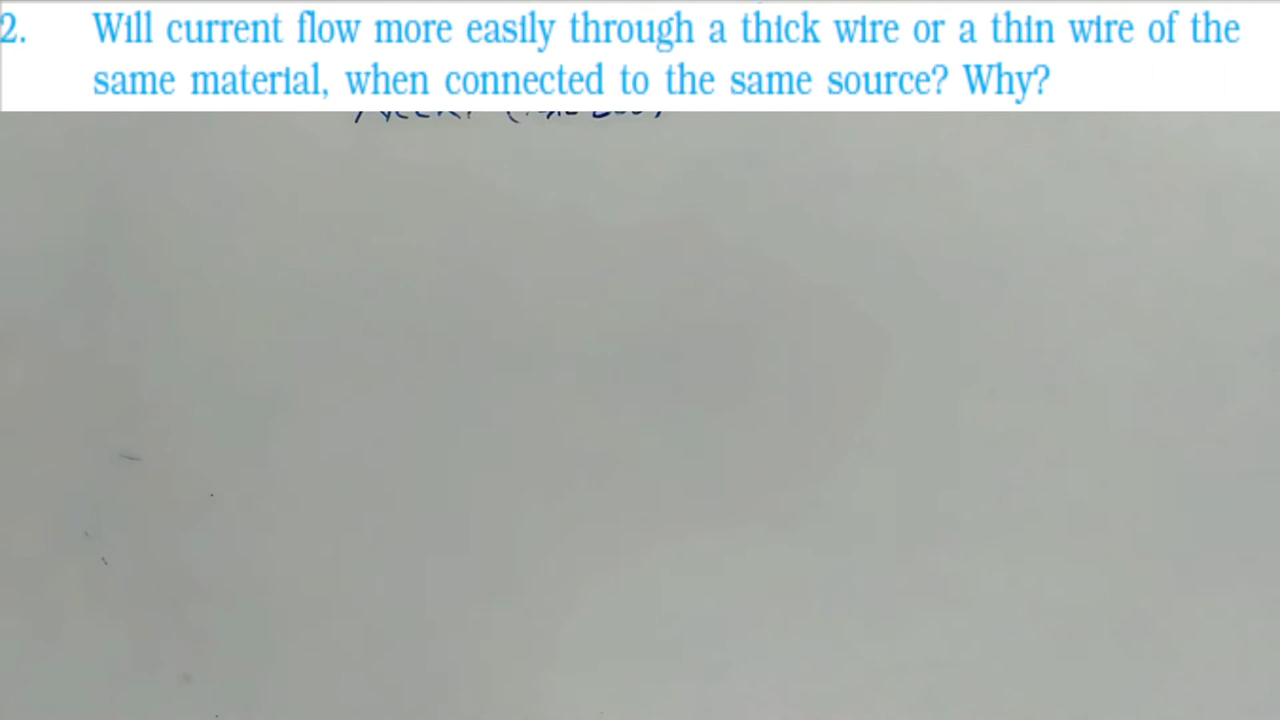 2. Will current flow more easily through a thick wire or a thin wire of the
same material, when connected to the same source? Why?